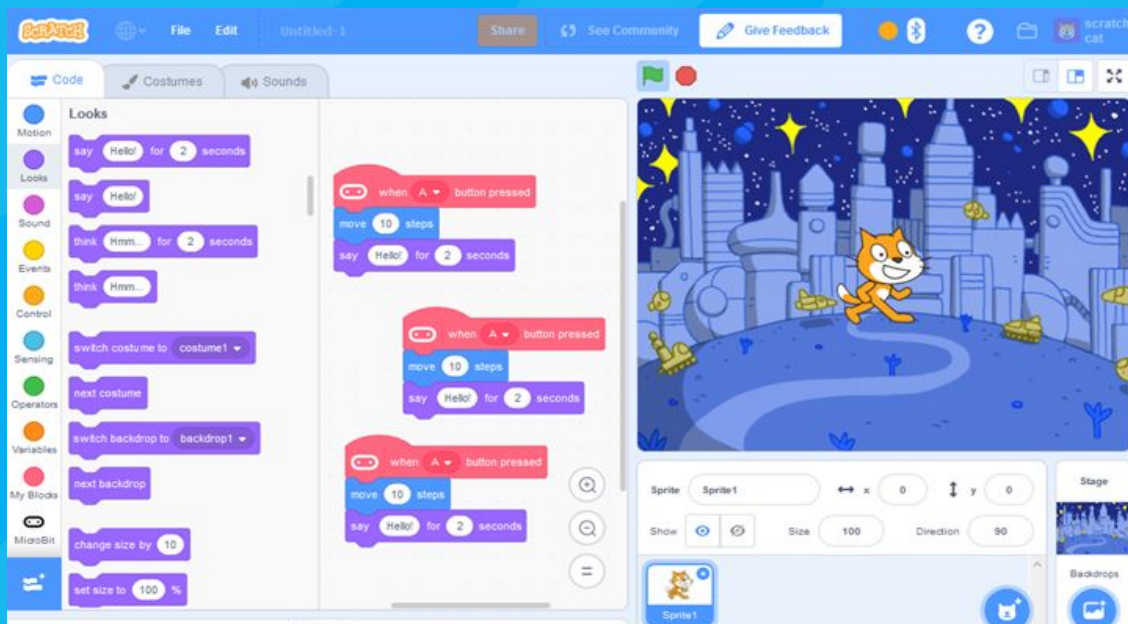 SCRATCH File Edit Untitled-1 Share See Community Give Feedback scratch cat
Code Costumes Sounds
Motion
Looks
Sound
Events
Control
Sensing
Operators
Variables
My Blocks
MicroBit
Looks
say Hello! for 2 seconds
say Hello!
think Hmm... for 2 seconds
think Hmm...
switch costume to costume1
next costume
switch backdrop to backdrop1
next backdrop
change size by 10
set size to 100 %
when A button pressed
move 10 steps
say Hello! for 2 seconds
when A button pressed
move 10 steps
say Hello! for 2 seconds
when A button pressed
move 10 steps
say Hello! for 2 seconds
Sprite Sprite1 x 0 y 0
Show Size 100 Direction 90
Sprite1
Stage
Backdrops